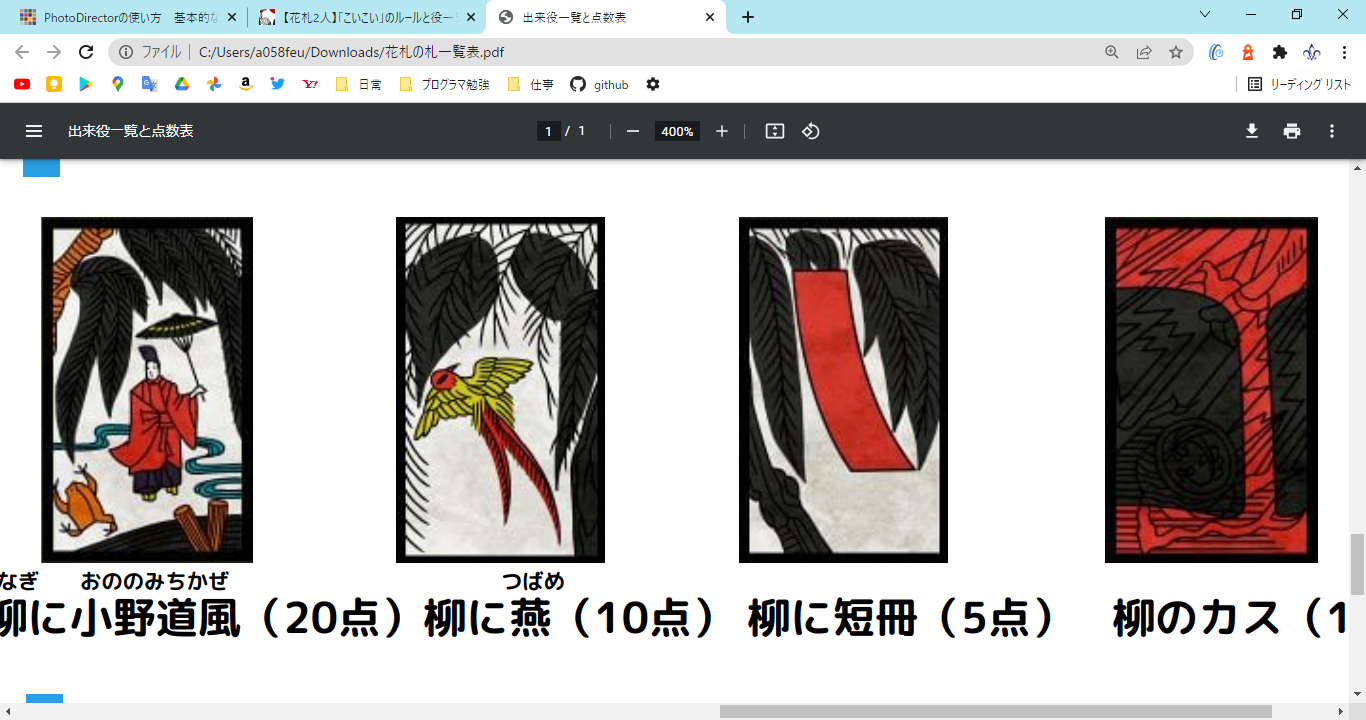 PhotoDirectorの使い方 基本的な
【花札2人】「こいこい」のルールと役一
出来役一覧と点数表
ファイル
C:/Users/a058feu/Downloads/花札の札一覧表.pdf
日常
プログラマ勉強
仕事
github
リーディング リスト
出来役一覧と点数表
1 / 1
400%
なぎ おののみちかぜ
つばめ
柳に小野道風（20点）
柳に燕（10点）
柳に短冊（5点）
柳のカス（1